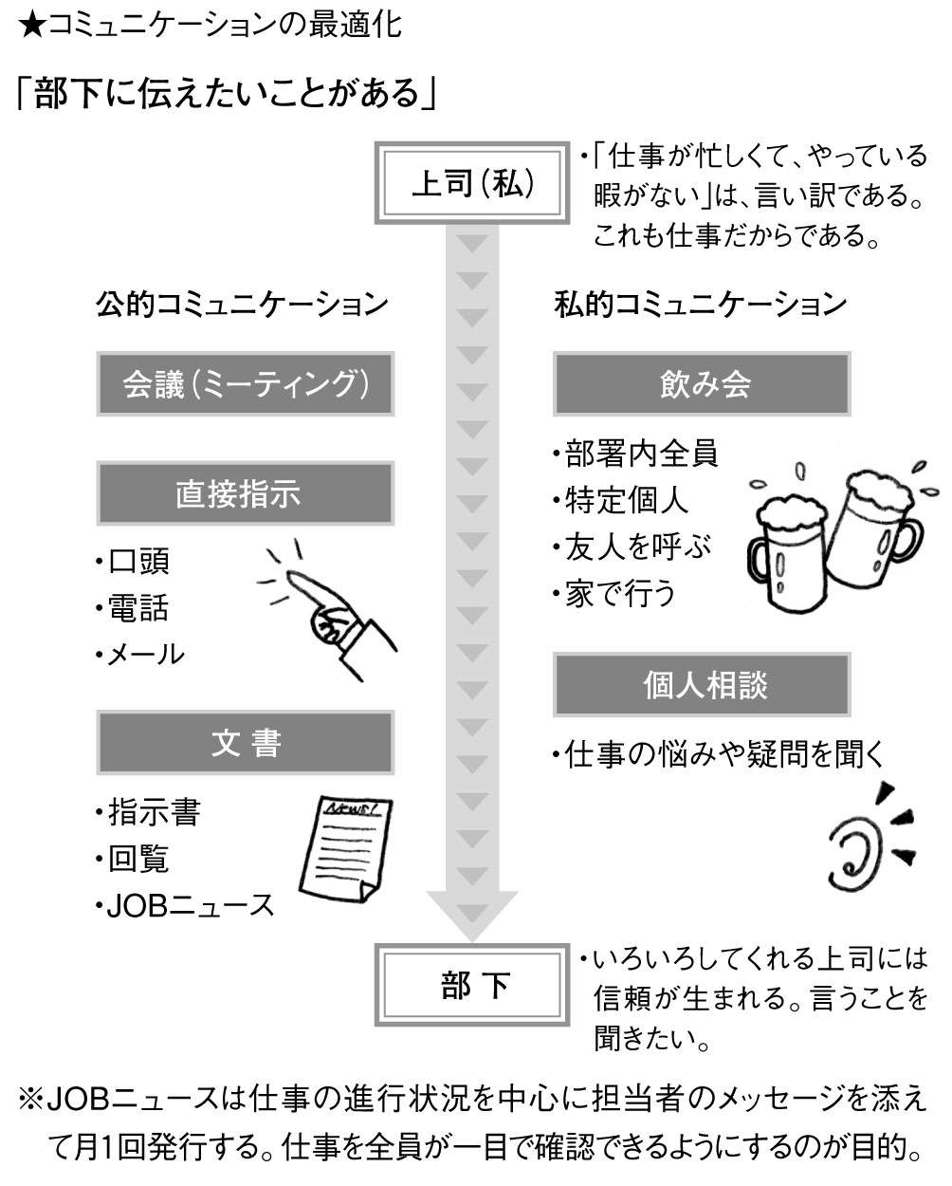 ★コミュニケーションの最適化
「部下に伝えたいことがある」
上司(私)
・「仕事が忙しくて、やっている
暇がない」は、言い訳である。
これも仕事だからである。
公的コミュニケーション
会議(ミーティング)
直接指示
・口頭
・電話
・メール
文書
・指示書
・回覧
・JOBニュース
NEWS!
私的コミュニケーション
飲み会
・部署内全員
・特定個人
・友人を呼ぶ
・家で行う
個人相談
・仕事の悩みや疑問を聞く
部下
・いろいろしてくれる上司には
信頼が生まれる。言うことを
聞きたい。
※JOBニュースは仕事の進行状況を中心に担当者のメッセージを添え
て月1回発行する。仕事を全員が一目で確認できるようにするのが目的。